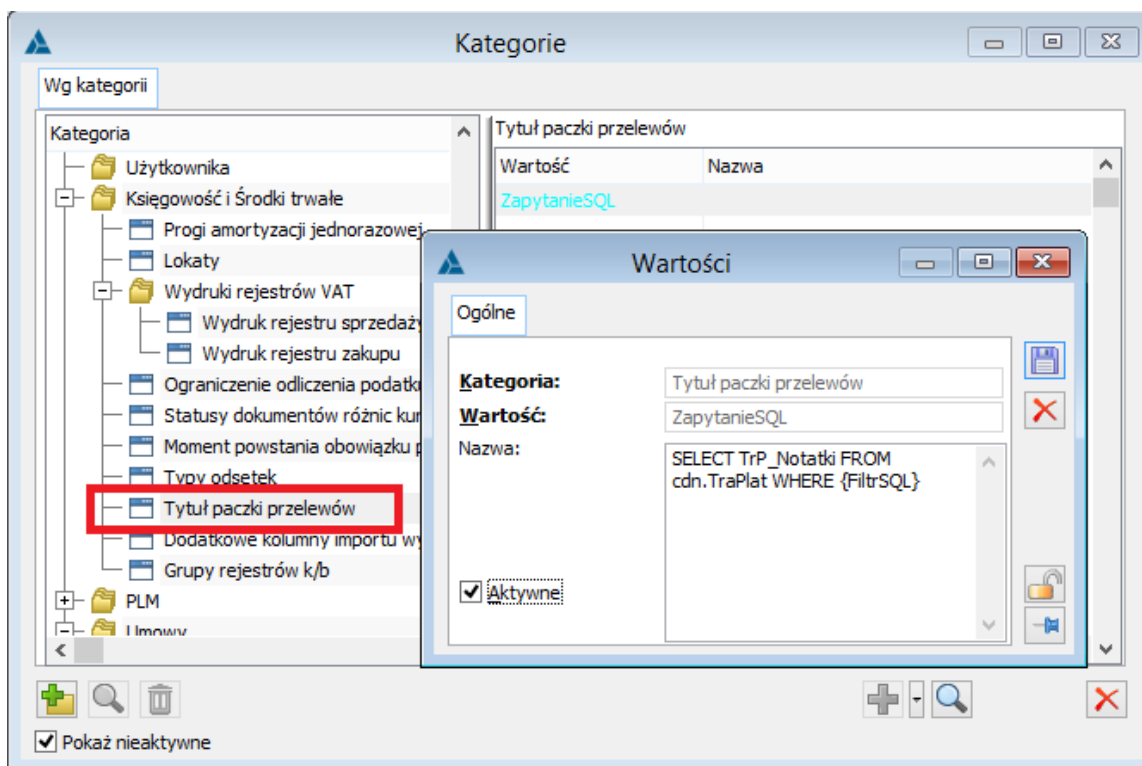 Kategorie
Wg kategorii
Kategoria
Użytkownika
Księgowość i Środki trwałe
Progi amortyzacji jednorazowej
Lokaty
Wydruki rejestrów VAT
Wydruk rejestru sprzedaży
Wydruk rejestru zakupu
Ograniczenie odliczenia podatku
Statusy dokumentów różnic kur
Moment powstania obowiązku p
Typy odsetek
Tytuł paczki przelewów
Dodatkowe kolumny importu wy
Grupy rejestrów k/b
PLM
Umowy
Tytuł paczki przelewów
Wartość Nazwa
ZapytanieSQL
Wartości
Ogólne
Kategoria: Tytuł paczki przelewów
Wartość: ZapytanieSQL
Nazwa: SELECT TrP_Notatki FROM
cdn.TraPlat WHERE {FiltrSQL}
Aktywne
Pokaż nieaktywne